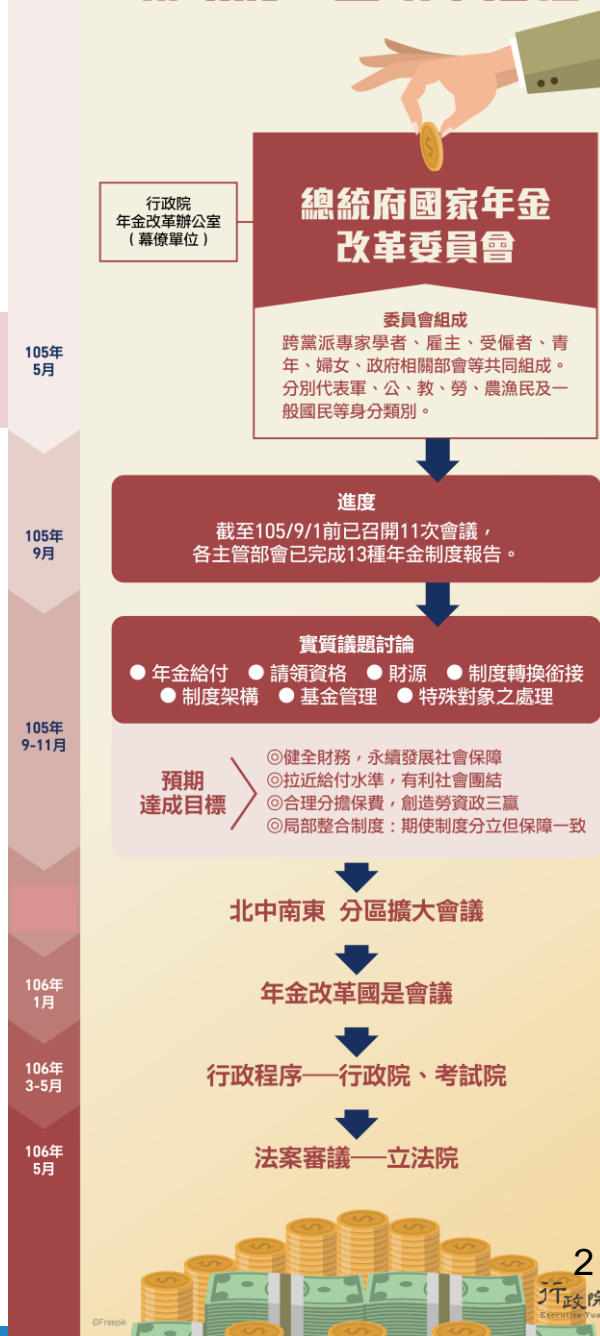 行政院
年金改革辦公室
(幕僚單位)
總統府國家年金
改革委員會
105年
5月
委員會組成
跨黨派專家學者、雇主、受僱者、青
年、婦女、政府相關部會等共同組成。
分別代表軍、公、教、勞、農漁民及一
般國民等身分類別。
105年
9月
進度
截至105/9/1前已召開11次會議,
各主管部會已完成13種年金制度報告。
105年
9-11月
實質議題討論
● 年金給付 ● 請領資格 ● 財源 ● 制度轉換銜接
● 制度架構 ● 基金管理 ● 特殊對象之處理
預期
達成目標
◎健全財務,永續發展社會保障
◎拉近給付水準,有利社會團結
◎合理分擔保費,創造勞資政三贏
◎局部整合制度:期使制度分立但保障一致
北中南東 分區擴大會議
106年
1月
年金改革國是會議
106年
3-5月
行政程序──行政院、考試院
106年
5月
法案審議──立法院
2
行政院
Executive Yua
©Freepik